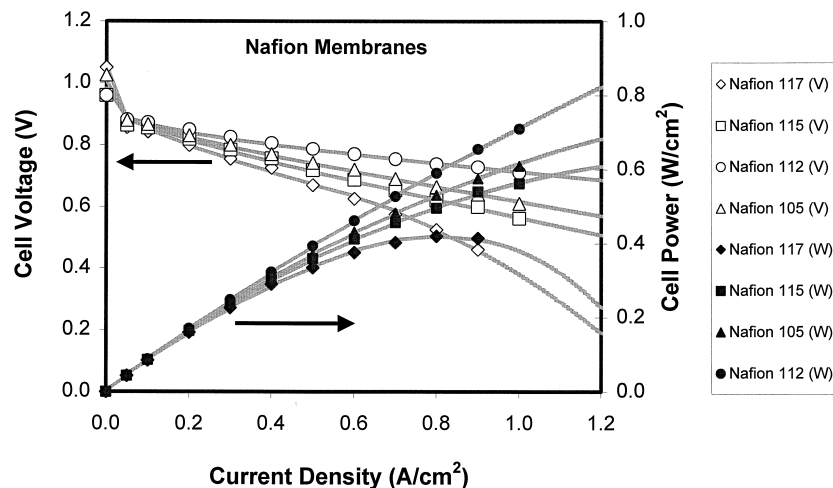 Nafion Membranes
1.2
1.0
0.8
0.6
0.4
0.2
0.0
Cell Voltage (V)
1.0
0.8
0.6
0.4
0.2
0.0
Cell Power (W/cm²)
0.0 0.2 0.4 0.6 0.8 1.0 1.2
Current Density (A/cm²)
Nafion 117 (V)
Nafion 115 (V)
Nafion 112 (V)
Nafion 105 (V)
Nafion 117 (W)
Nafion 115 (W)
Nafion 105 (W)
Nafion 112 (W)